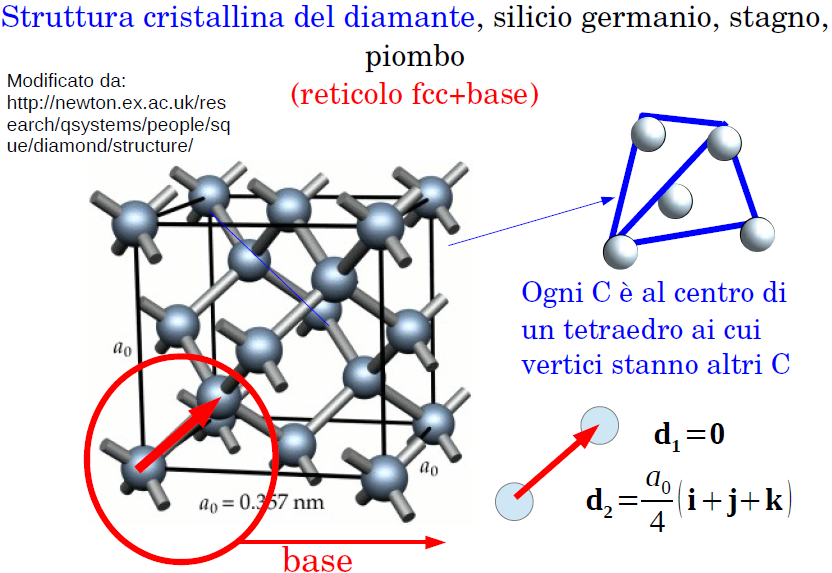 Struttura cristallina del diamante, silicio germanio, stagno,
piombo
(reticolo fcc+base)
Modificato da:
http://newton.ex.ac.uk/res
earch/qsystems/people/sq
ue/diamond/structure/
Ogni C è al centro di
un tetraedro ai cui
vertici stanno altri C
a₀
a₀
a₀ = 0.357 nm
d₁=0
d₂=a₀/4(i+j+k)
base